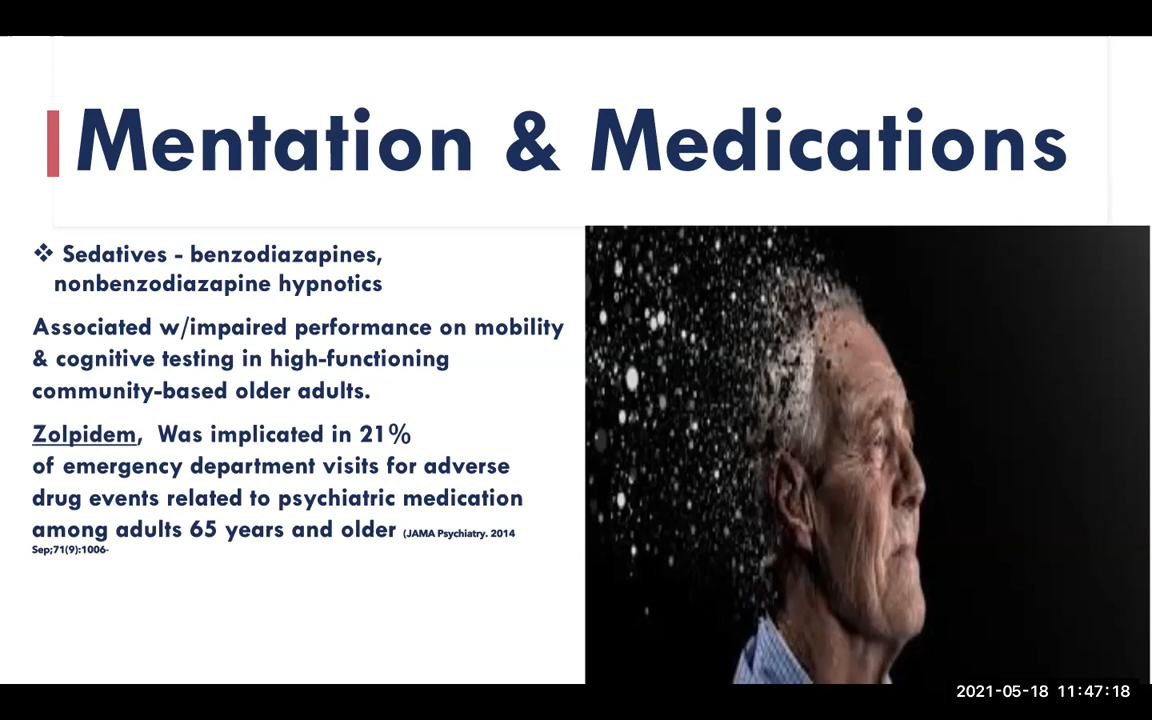 Mentation & Medications
❖ Sedatives - benzodiazapines,
nonbenzodiazapine hypnotics
Associated w/impaired performance on mobility
& cognitive testing in high-functioning
community-based older adults.
Zolpidem,  Was implicated in 21%
of emergency department visits for adverse
drug events related to psychiatric medication
among adults 65 years and older (JAMA Psychiatry. 2014
Sep;71(9):1006-
2021-05-18 11:47:18